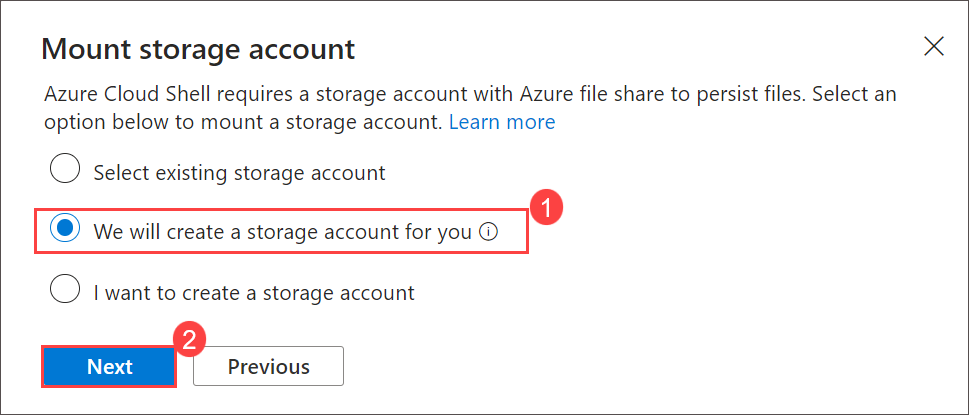 Mount storage account
Azure Cloud Shell requires a storage account with Azure file share to persist files. Select an
option below to mount a storage account. Learn more
Select existing storage account
1
We will create a storage account for you
I want to create a storage account
2
Next Previous